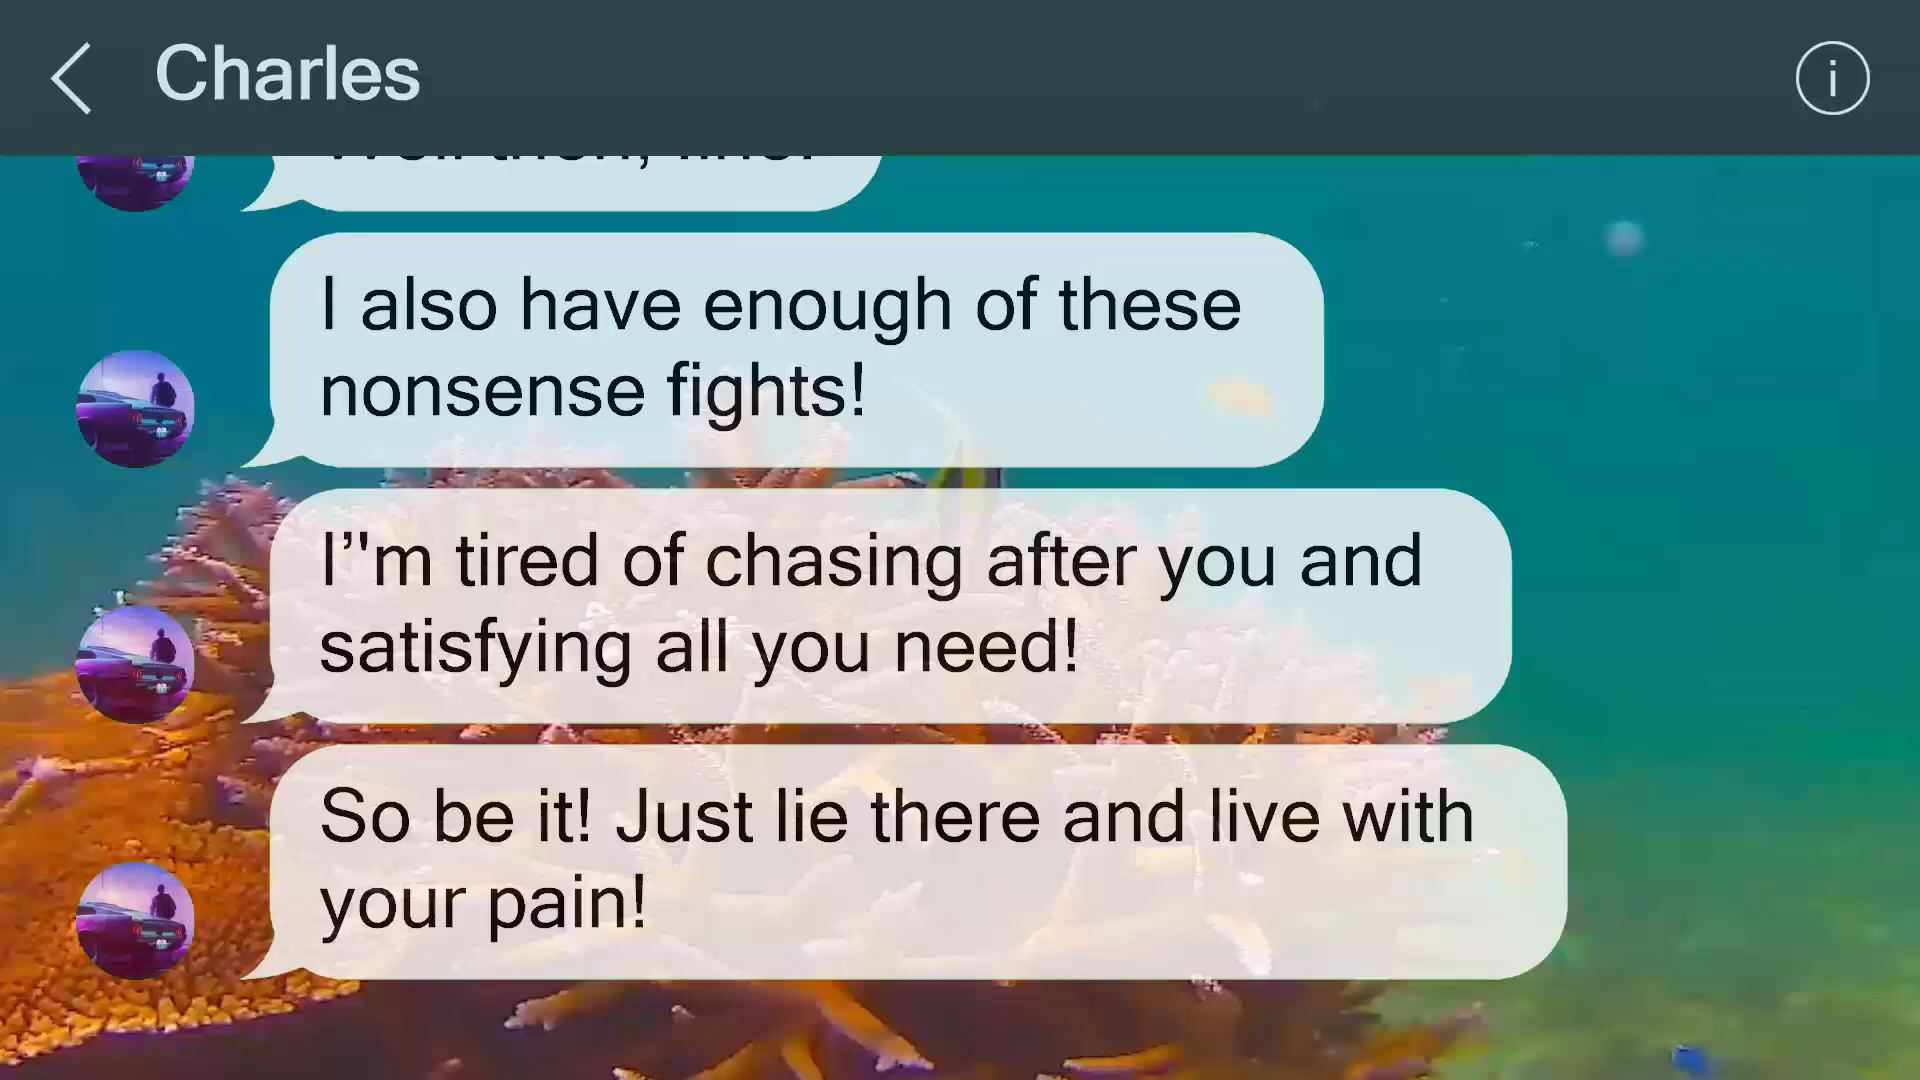 Charles
I also have enough of these
nonsense fights!
I’"m tired of chasing after you and
satisfying all you need!
So be it! Just lie there and live with
your pain!